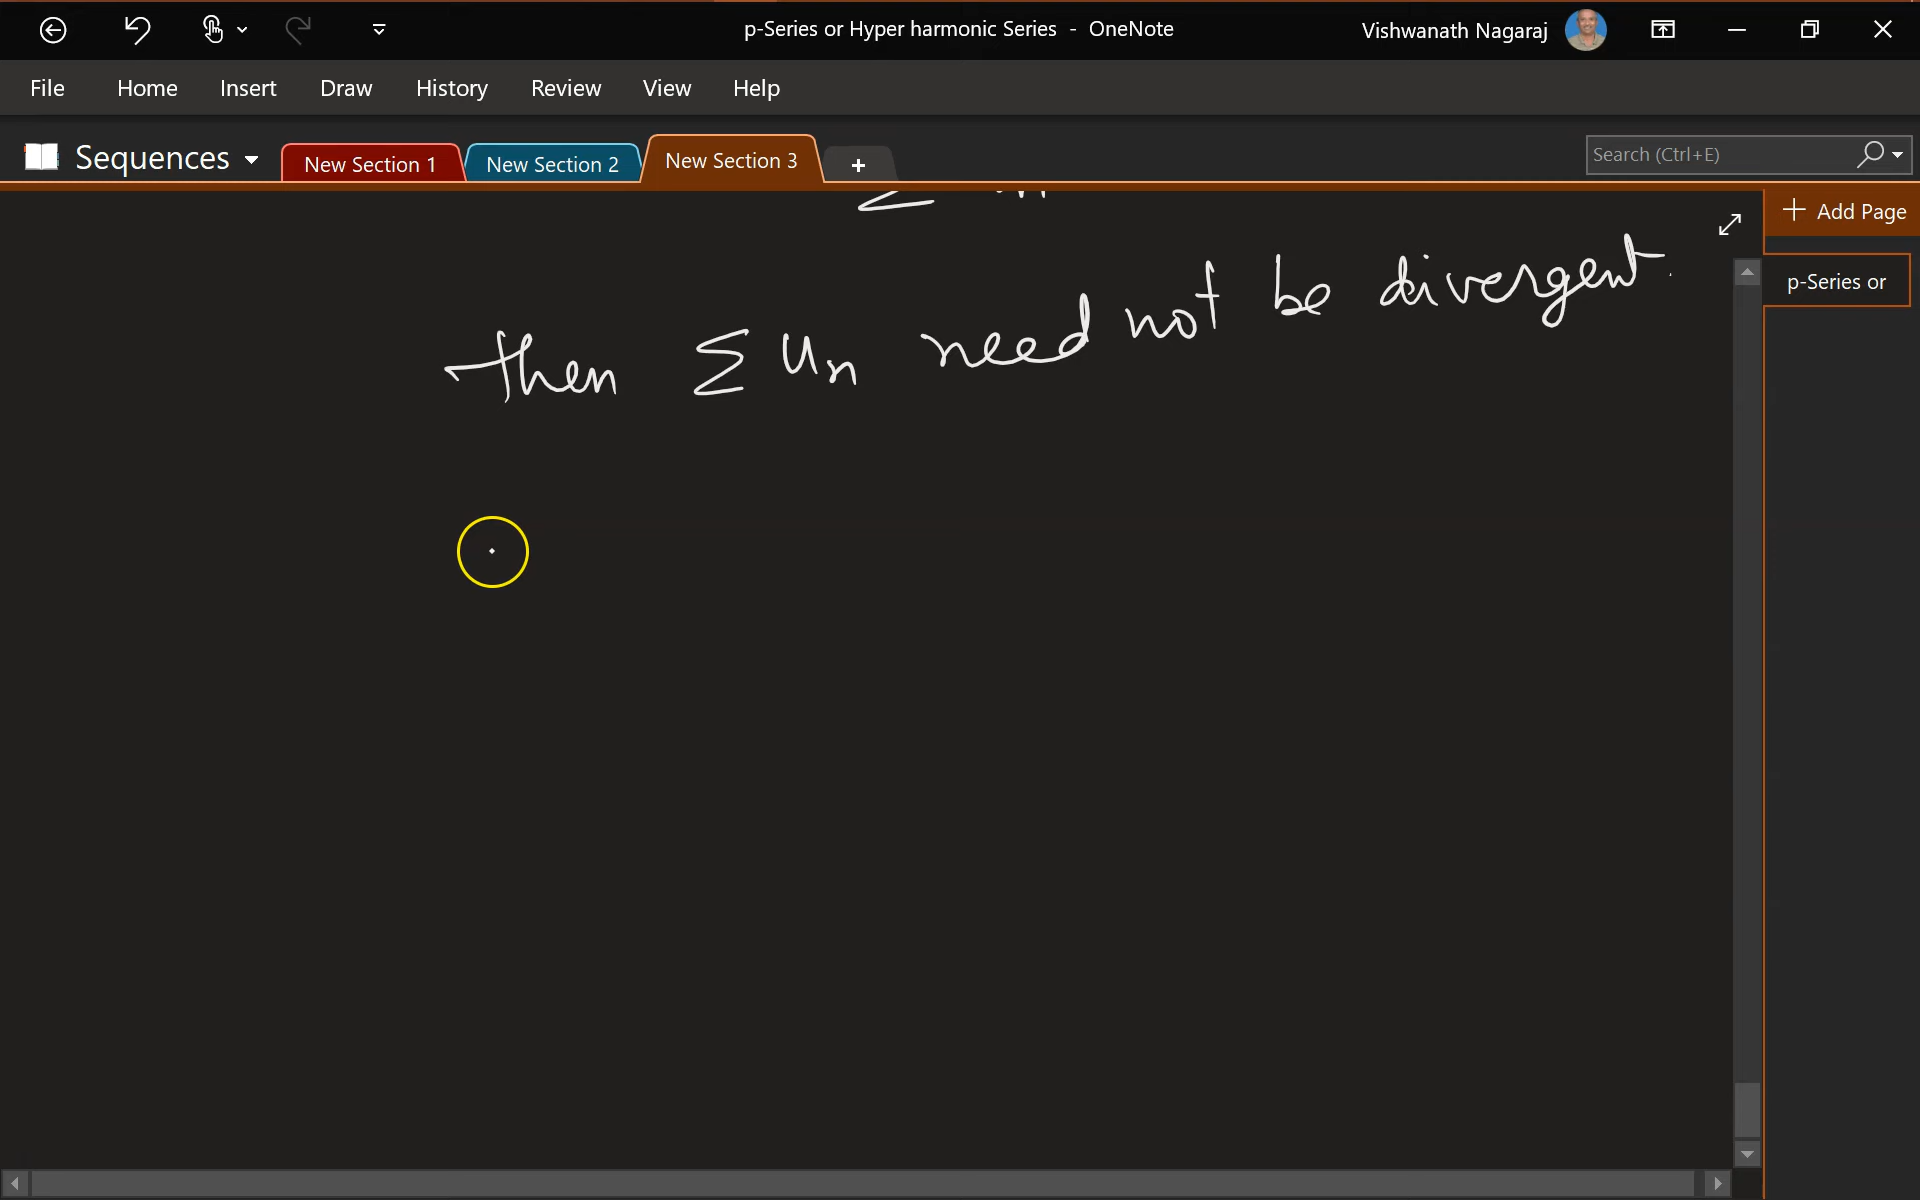 p-Series or Hyper harmonic Series - OneNote
Vishwanath Nagaraj
File Home Insert Draw History Review View Help
Sequences New Section 1 New Section 2 New Section 3 +
Search (Ctrl+E)
Add Page
p-Series or
then Σ un need not be divergent.